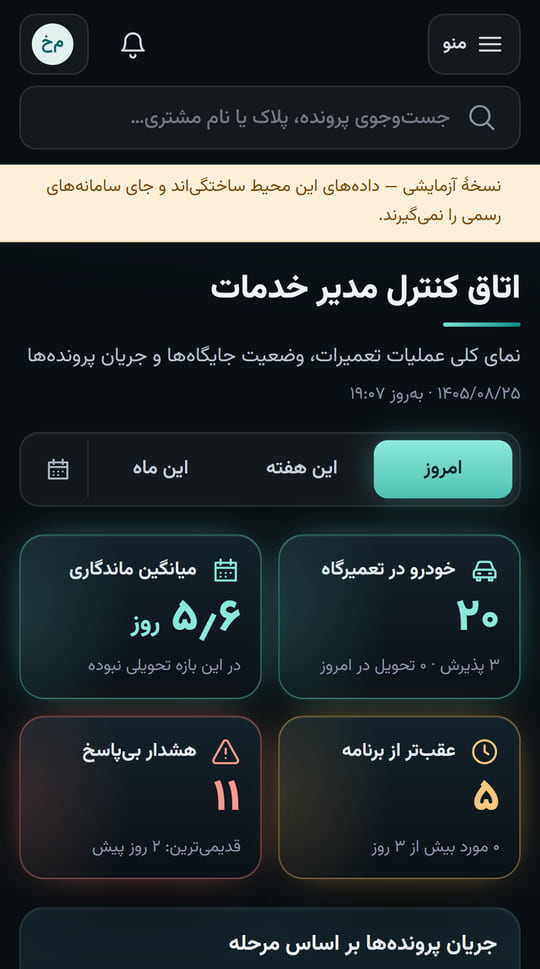 منو
م‌خ
جست‌وجوی پرونده، پلاک یا نام مشتری...
نسخهٔ آزمایشی — داده‌های این محیط ساختگی‌اند و جای سامانه‌های
رسمی را نمی‌گیرند.
اتاق کنترل مدیر خدمات
نمای کلی عملیات تعمیرات، وضعیت جایگاه‌ها و جریان پرونده‌ها
۱۴۰۵/۰۸/۲۵ · به‌روز ۱۹:۰۷
امروز
این هفته
این ماه
خودرو در تعمیرگاه
۲۰
۳ پذیرش · ۰ تحویل در امروز
میانگین ماندگاری
۵٫۶ روز
در این بازه تحویلی نبوده
عقب‌تر از برنامه
۵
۰ مورد بیش از ۳ روز
هشدار بی‌پاسخ
۱۱
قدیمی‌ترین: ۲ روز پیش
جریان پرونده‌ها بر اساس مرحله